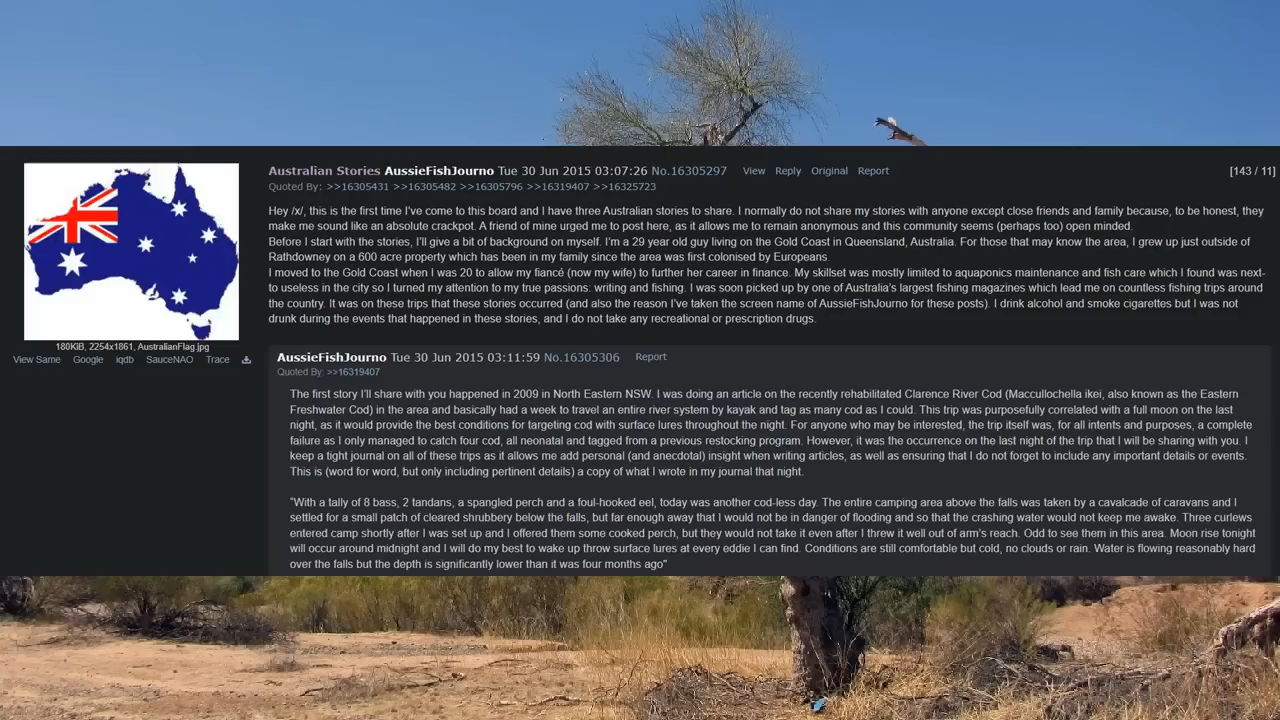 Australian Stories AussieFishJourno Tue 30 Jun 2015 03:07:26 No.16305297 View Reply Original Report [143 / 11]
Quoted By: >>16305431 >>16305482 >>16305796 >>16319407 >>16325723
Hey /x/, this is the first time I've come to this board and I have three Australian stories to share. I normally do not share my stories with anyone except close friends and family because, to be honest, they
make me sound like an absolute crackpot. A friend of mine urged me to post here, as it allows me to remain anonymous and this community seems (perhaps too) open minded.
Before I start with the stories, I'll give a bit of background on myself. I'm a 29 year old guy living on the Gold Coast in Queensland, Australia. For those that may know the area, I grew up just outside of
Rathdowney on a 600 acre property which has been in my family since the area was first colonised by Europeans.
I moved to the Gold Coast when I was 20 to allow my fiancé (now my wife) to further her career in finance. My skillset was mostly limited to aquaponics maintenance and fish care which I found was next-
to useless in the city so I turned my attention to my true passions: writing and fishing. I was soon picked up by one of Australia's largest fishing magazines which lead me on countless fishing trips around
the country. It was on these trips that these stories occurred (and also the reason I've taken the screen name of AussieFishJourno for these posts). I drink alcohol and smoke cigarettes but I was not
drunk during the events that happened in these stories, and I do not take any recreational or prescription drugs.
180KiB, 2254x1861, AustralianFlag.jpg
View Same Google iqdb SauceNAO Trace
AussieFishJourno Tue 30 Jun 2015 03:11:59 No.16305306 Report
Quoted By: >>16319407
The first story I'll share with you happened in 2009 in North Eastern NSW. I was doing an article on the recently rehabilitated Clarence River Cod (Maccullochella ikei, also known as the Eastern
Freshwater Cod) in the area and basically had a week to travel an entire river system by kayak and tag as many cod as I could. This trip was purposefully correlated with a full moon on the last
night, as it would provide the best conditions for targeting cod with surface lures throughout the night. For anyone who may be interested, the trip itself was, for all intents and purposes, a complete
failure as I only managed to catch four cod, all neonatal and tagged from a previous restocking program. However, it was the occurrence on the last night of the trip that I will be sharing with you. I
keep a tight journal on all of these trips as it allows me add personal (and anecdotal) insight when writing articles, as well as ensuring that I do not forget to include any important details or events.
This is (word for word, but only including pertinent details) a copy of what I wrote in my journal that night.
"With a tally of 8 bass, 2 tandans, a spangled perch and a foul-hooked eel, today was another cod-less day. The entire camping area above the falls was taken by a cavalcade of caravans and I
settled for a small patch of cleared shrubbery below the falls, but far enough away that I would not be in danger of flooding and so that the crashing water would not keep me awake. Three curlews
entered camp shortly after I was set up and I offered them some cooked perch, but they would not take it even after I threw it well out of arm's reach. Odd to see them in this area. Moon rise tonight
will occur around midnight and I will do my best to wake up throw surface lures at every eddie I can find. Conditions are still comfortable but cold, no clouds or rain. Water is flowing reasonably hard
over the falls but the depth is significantly lower than it was four months ago"